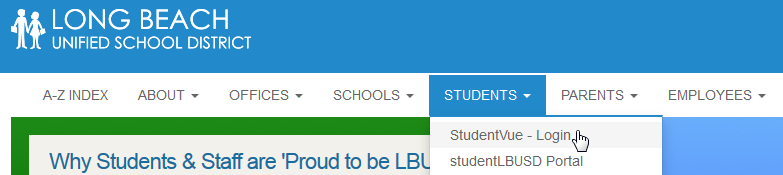 LONG BEACH
UNIFIED SCHOOL DISTRICT
A-Z INDEX ABOUT OFFICES SCHOOLS STUDENTS PARENTS EMPLOYEES
StudentVue - Login
studentLBUSD Portal
Why Students & Staff are 'Proud to be LBU